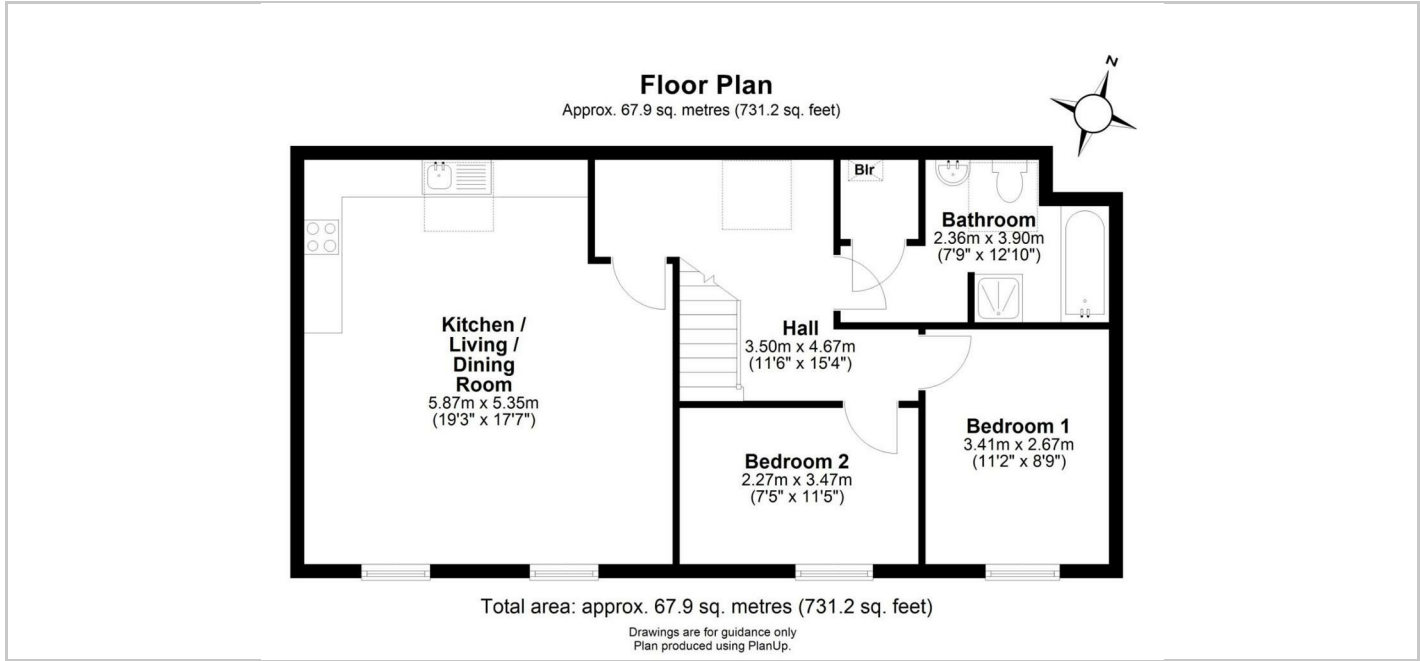 Floor Plan
Approx. 67.9 sq. metres (731.2 sq. feet)
N
Blr
Bathroom
2.36m x 3.90m
(7'9" x 12'10")
Kitchen /
Living /
Dining
Room
5.87m x 5.35m
(19'3" x 17'7")
Hall
3.50m x 4.67m
(11'6" x 15'4")
Bedroom 1
3.41m x 2.67m
(11'2" x 8'9")
Bedroom 2
2.27m x 3.47m
(7'5" x 11'5")
Total area: approx. 67.9 sq. metres (731.2 sq. feet)
Drawings are for guidance only
Plan produced using PlanUp.